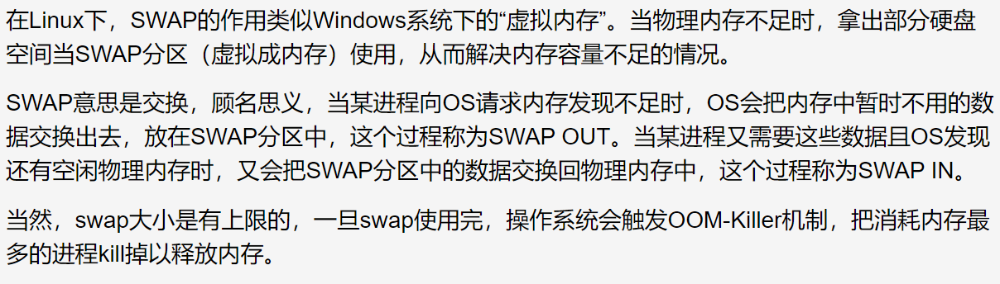 在Linux下，SWAP的作用类似Windows系统下的“虚拟内存”。当物理内存不足时，拿出部分硬盘
空间当SWAP分区（虚拟成内存）使用，从而解决内存容量不足的情况。
SWAP意思是交换，顾名思义，当某进程向OS请求内存发现不足时，OS会把内存中暂时不用的数
据交换出去，放在SWAP分区中，这个过程称为SWAP OUT。当某进程又需要这些数据且OS发现
还有空闲物理内存时，又会把SWAP分区中的数据交换回物理内存中，这个过程称为SWAP IN。
当然，swap大小是有上限的，一旦swap使用完，操作系统会触发OOM-Killer机制，把消耗内存最
多的进程kill掉以释放内存。